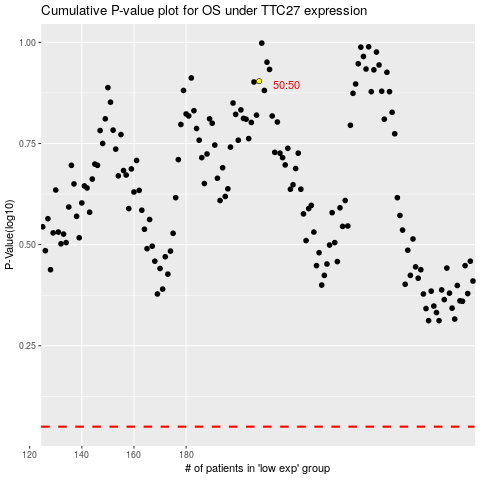 Cumulative P-value plot for OS under TTC27 expression
1.00
50:50
0.75
P-Value(log10)
0.50
0.25
120 140 160 180
# of patients in 'low exp' group